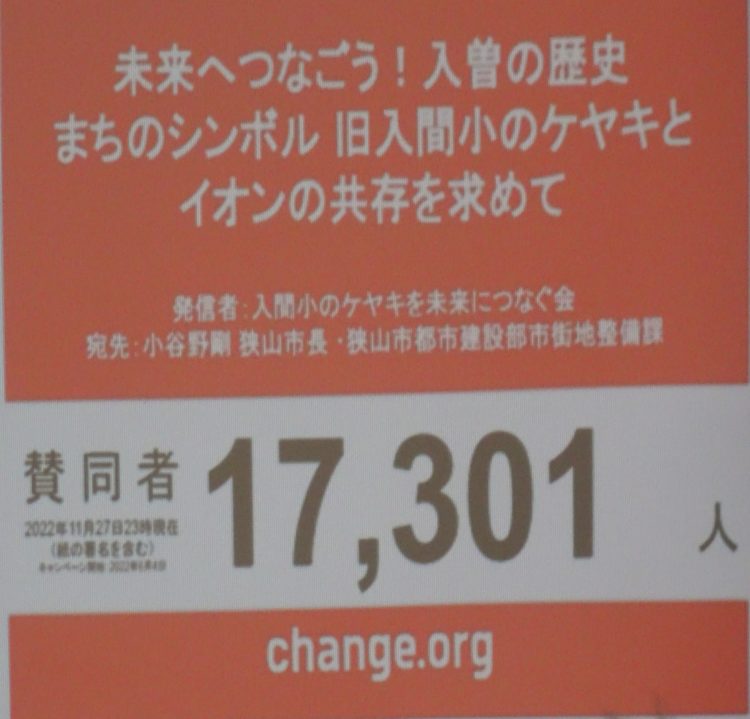 未来へつなごう！入曽の歴史
まちのシンボル 旧入間小のケヤキと
イオンの共存を求めて
発信者：入間小のケヤキを未来につなぐ会
宛先：小谷野剛 狭山市長・狭山市都市建設部市街地整備課
賛同者
17,301
人
2022年11月27日23時現在
(紙の署名を含む)
キャンペーン開始 2022年6月4日
change.org